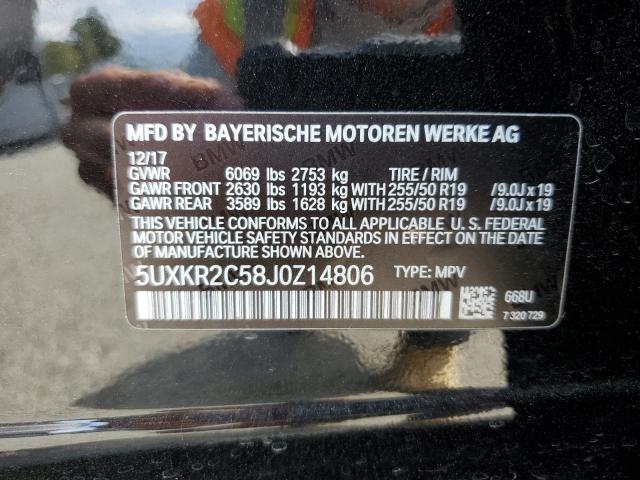 MFD BY BAYERISCHE MOTOREN WERKE AG
12/17
GVWR 6069 lbs 2753 kg TIRE / RIM
GAWR FRONT 2630 lbs 1193 kg WITH 255/50 R19 /9.0J x 19
GAWR REAR 3589 lbs 1628 kg WITH 255/50 R19 /9.0J x 19
THIS VEHICLE CONFORMS TO ALL APPLICABLE U. S. FEDERAL
MOTOR VEHICLE SAFETY STANDARDS IN EFFECT ON THE DATE
OF MANUFACTURE SHOWN ABOVE.
5UXKR2C58J0Z14806 TYPE: MPV
668U
7 320 729